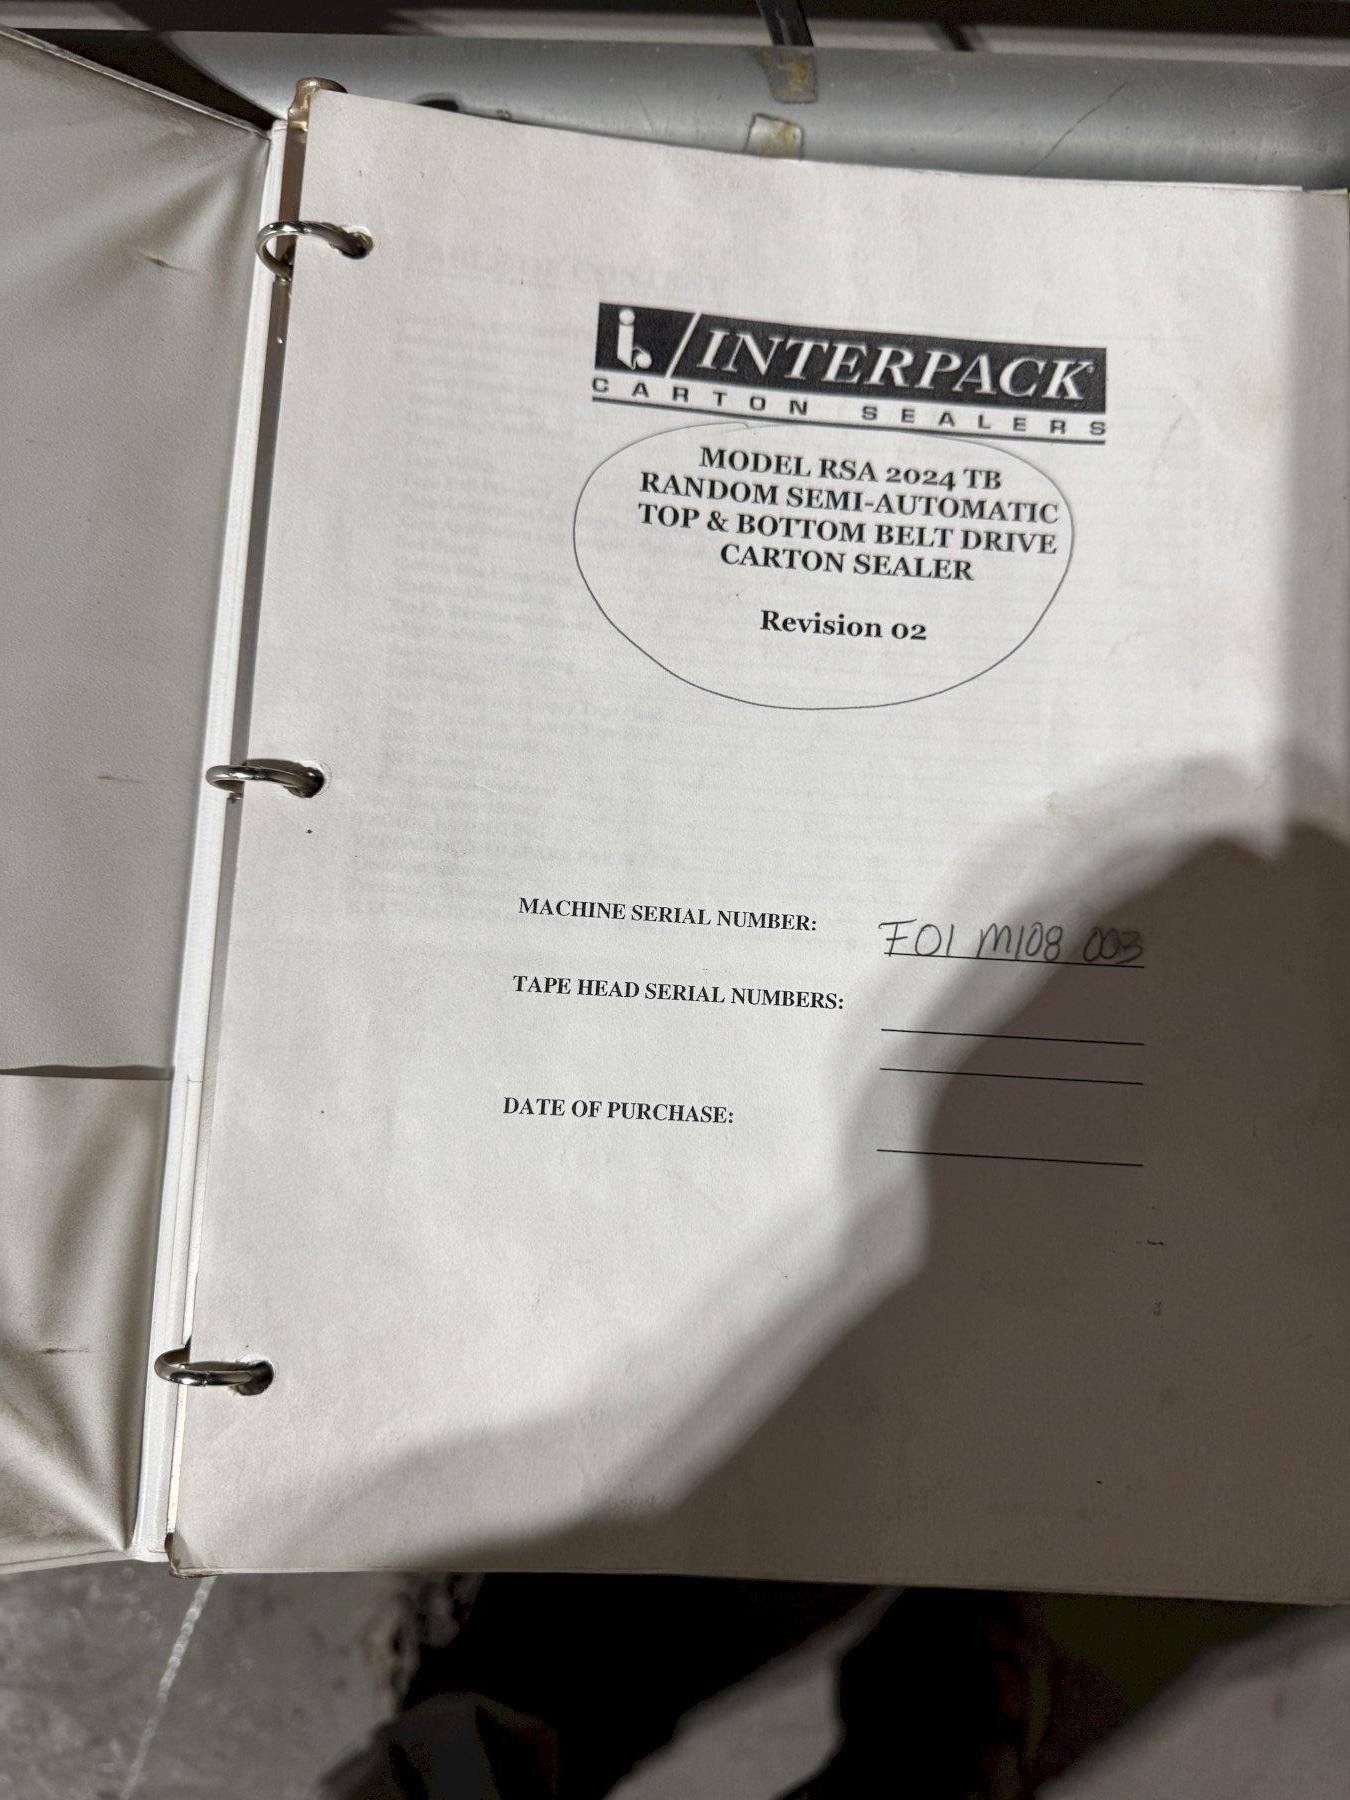 i. / INTERPACK®
CARTON SEALERS
MODEL RSA 2024 TB
RANDOM SEMI-AUTOMATIC
TOP & BOTTOM BELT DRIVE
CARTON SEALER
Revision 02
MACHINE SERIAL NUMBER: F01 M108 003
TAPE HEAD SERIAL NUMBERS:
DATE OF PURCHASE: